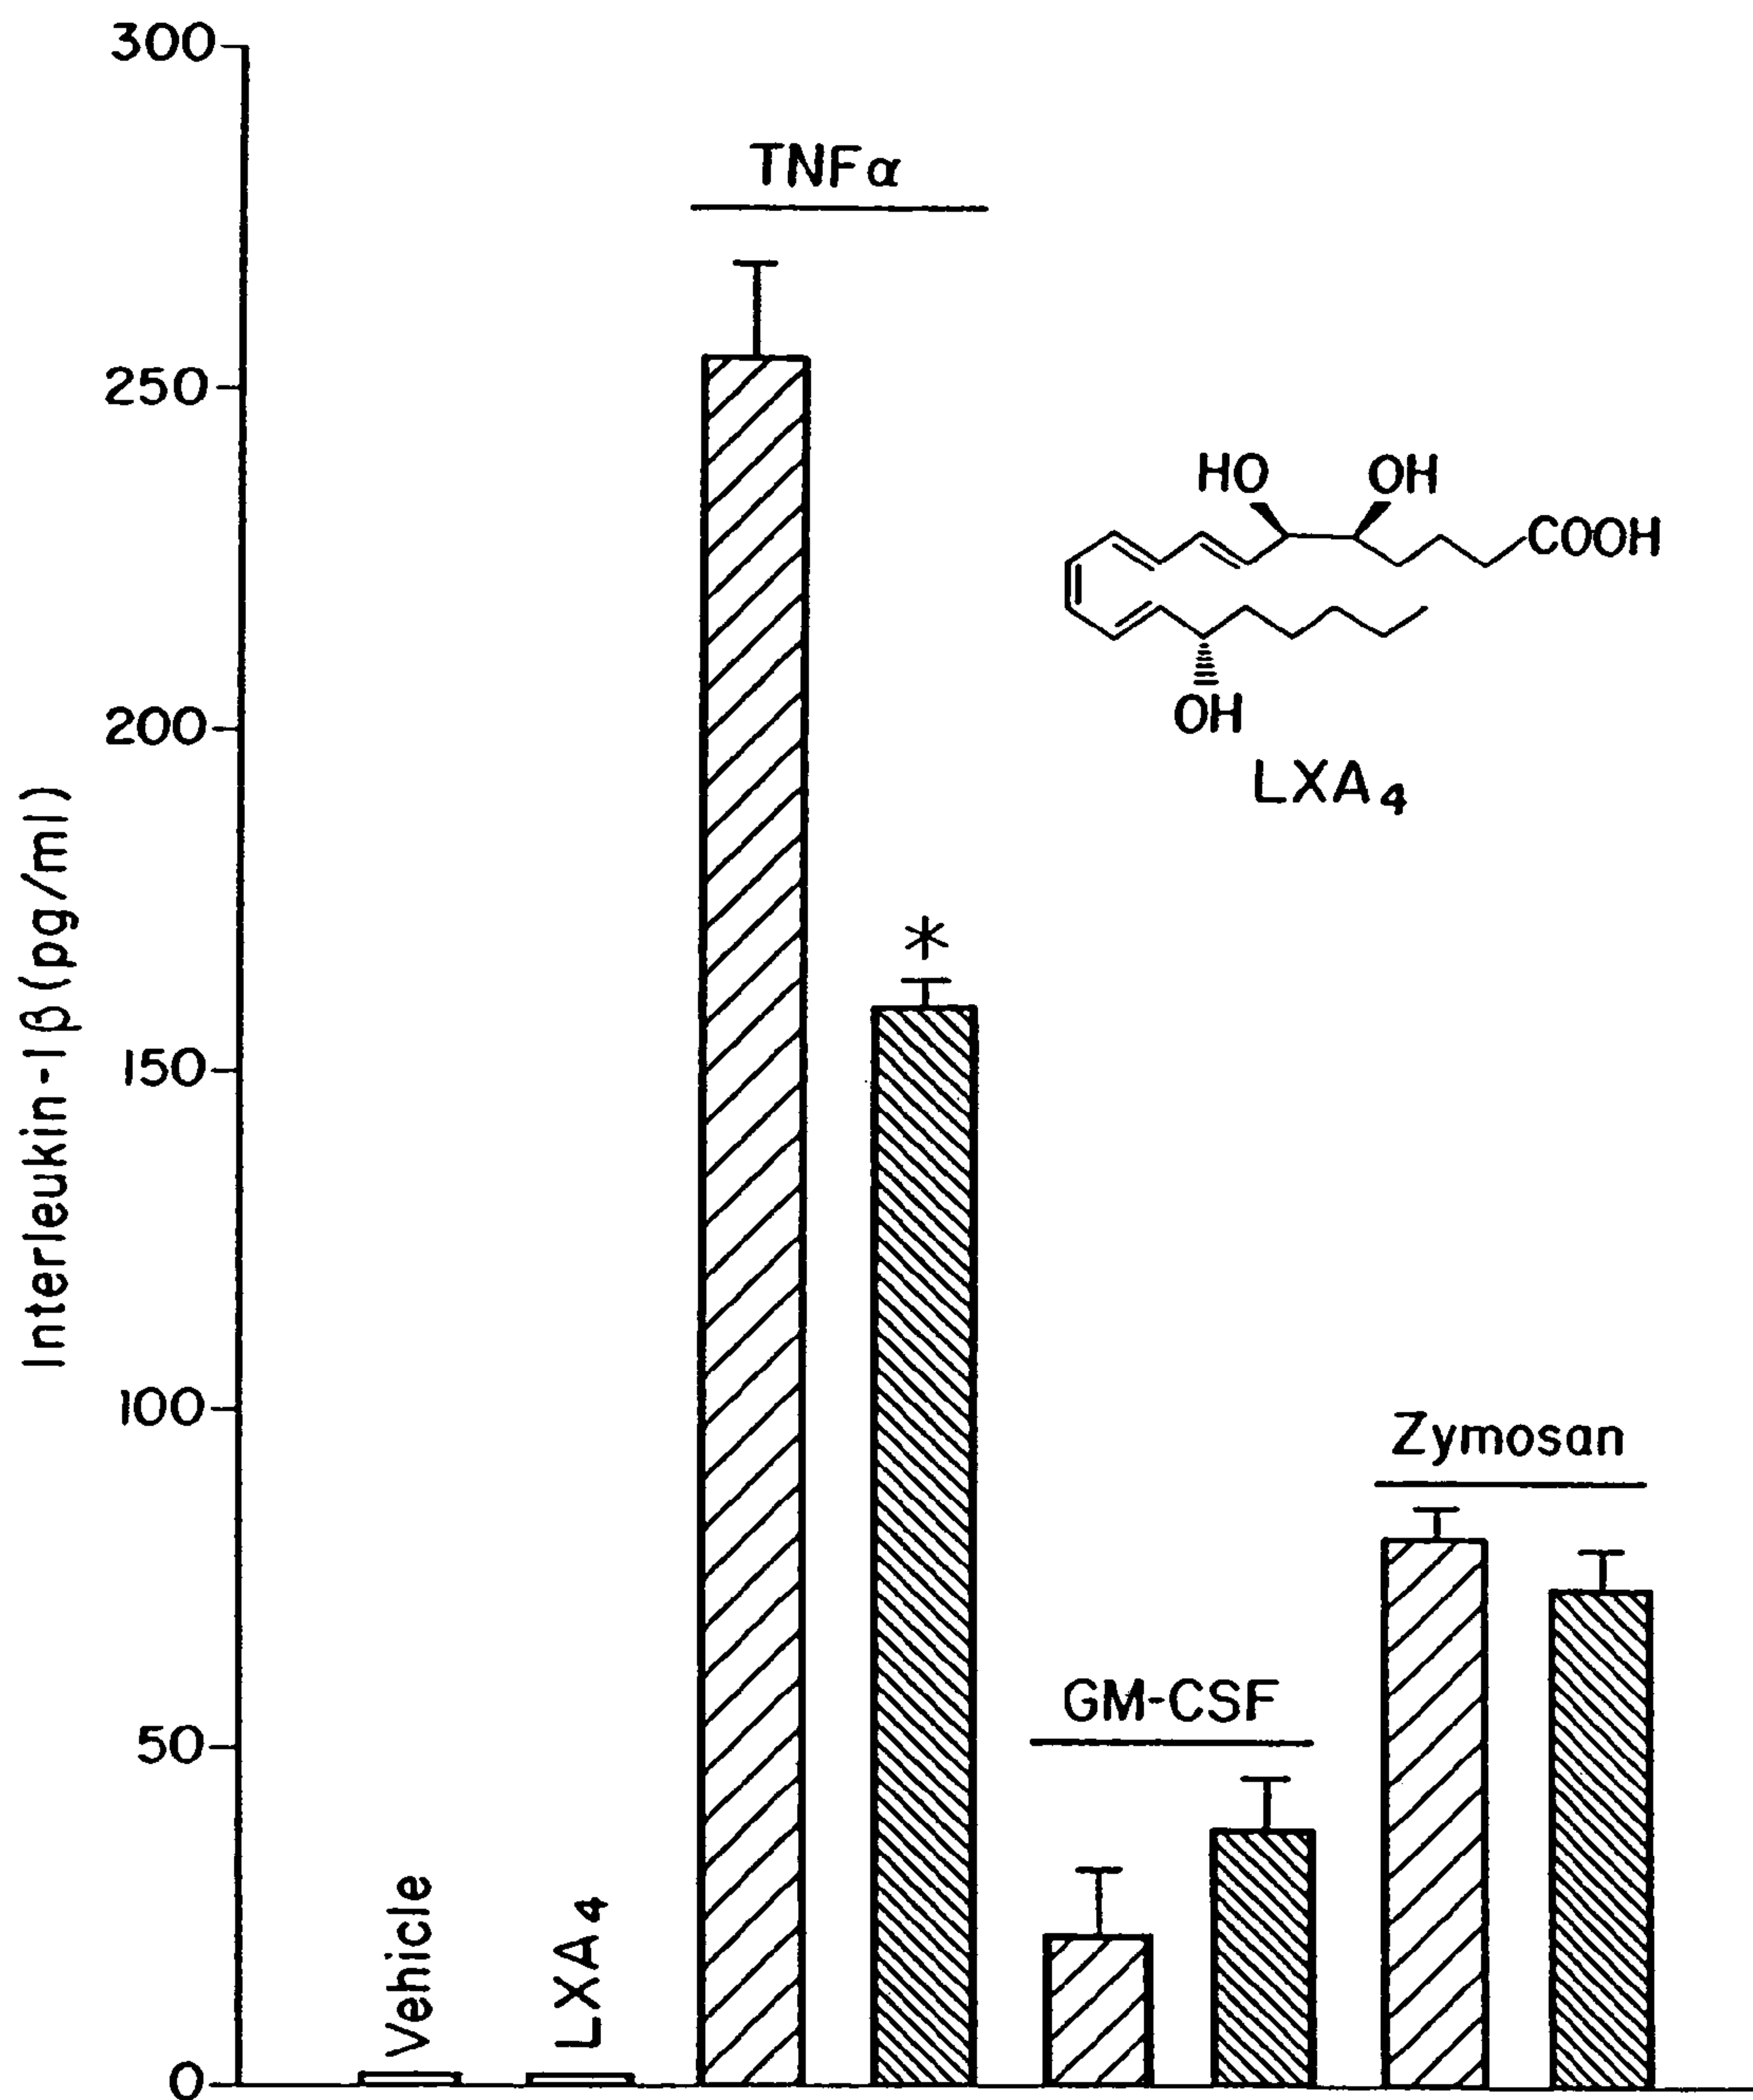 300
250
200
150
100
50
0
Interleukin-1β (pg/ml)
Vehicle
LXA4
TNFα
*
GM-CSF
Zymosan
HO OH
COOH
OH
LXA4